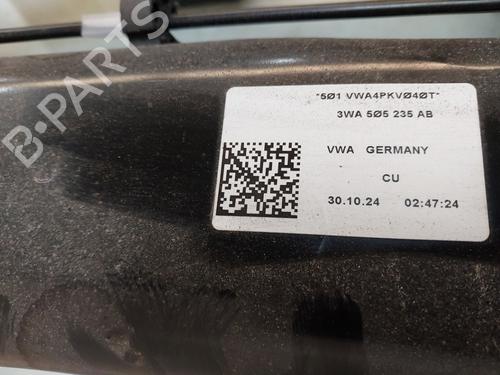 *5Ø1 VWA4PKVØ4ØT*
3WA 5Ø5 235 AB
VWA GERMANY
CU
30.10.24 02:47:24
B-PARTS